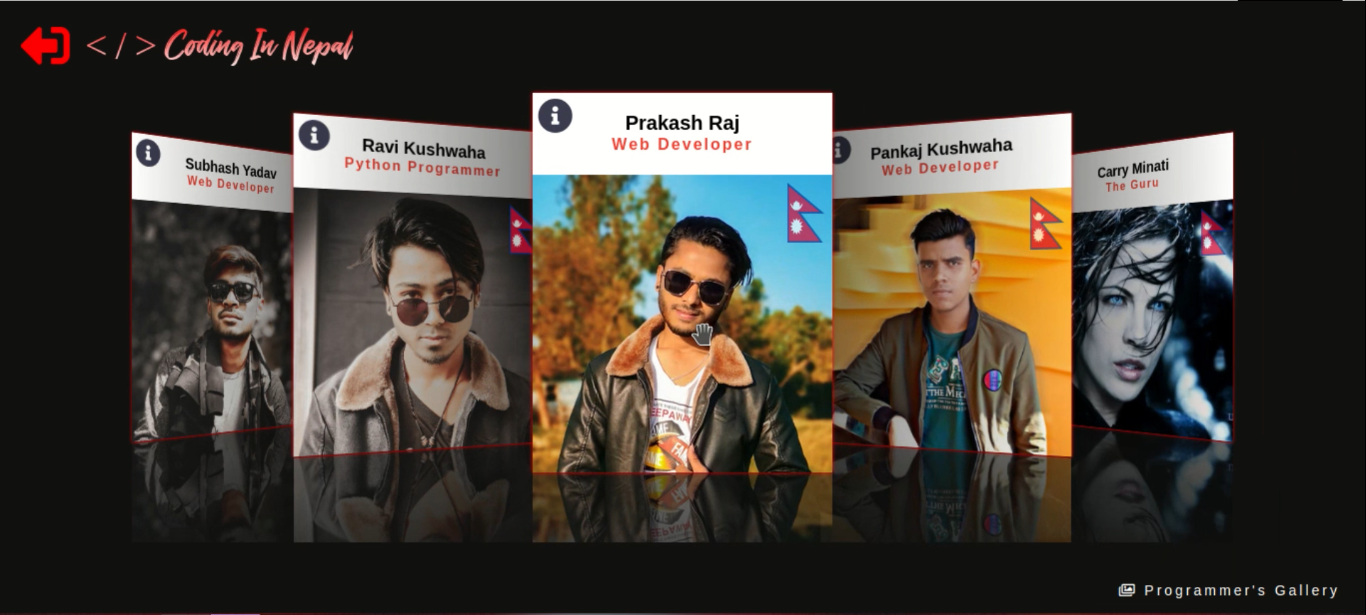 </> Coding In Nepal
Subhash Yadav
Web Developer
Ravi Kushwaha
Python Programmer
Prakash Raj
Web Developer
Pankaj Kushwaha
Web Developer
Carry Minati
The Guru
Programmer's Gallery